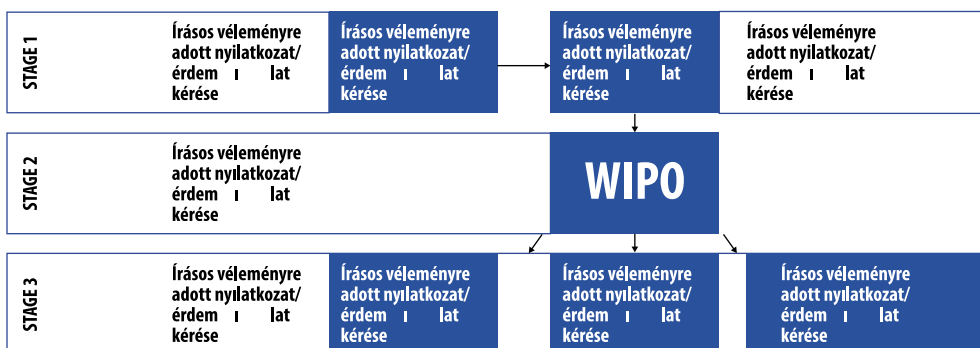 STAGE 1
Írásos véleményre
adott nyilatkozat/
érdem ı lat
kérése
Írásos véleményre
adott nyilatkozat/
érdem ı lat
kérése
Írásos véleményre
adott nyilatkozat/
érdem ı lat
kérése
Írásos véleményre
adott nyilatkozat/
érdem ı lat
kérése
STAGE 2
Írásos véleményre
adott nyilatkozat/
érdem ı lat
kérése
WIPO
STAGE 3
Írásos véleményre
adott nyilatkozat/
érdem ı lat
kérése
Írásos véleményre
adott nyilatkozat/
érdem ı lat
kérése
Írásos véleményre
adott nyilatkozat/
érdem ı lat
kérése
Írásos véleményre
adott nyilatkozat/
érdem ı lat
kérése